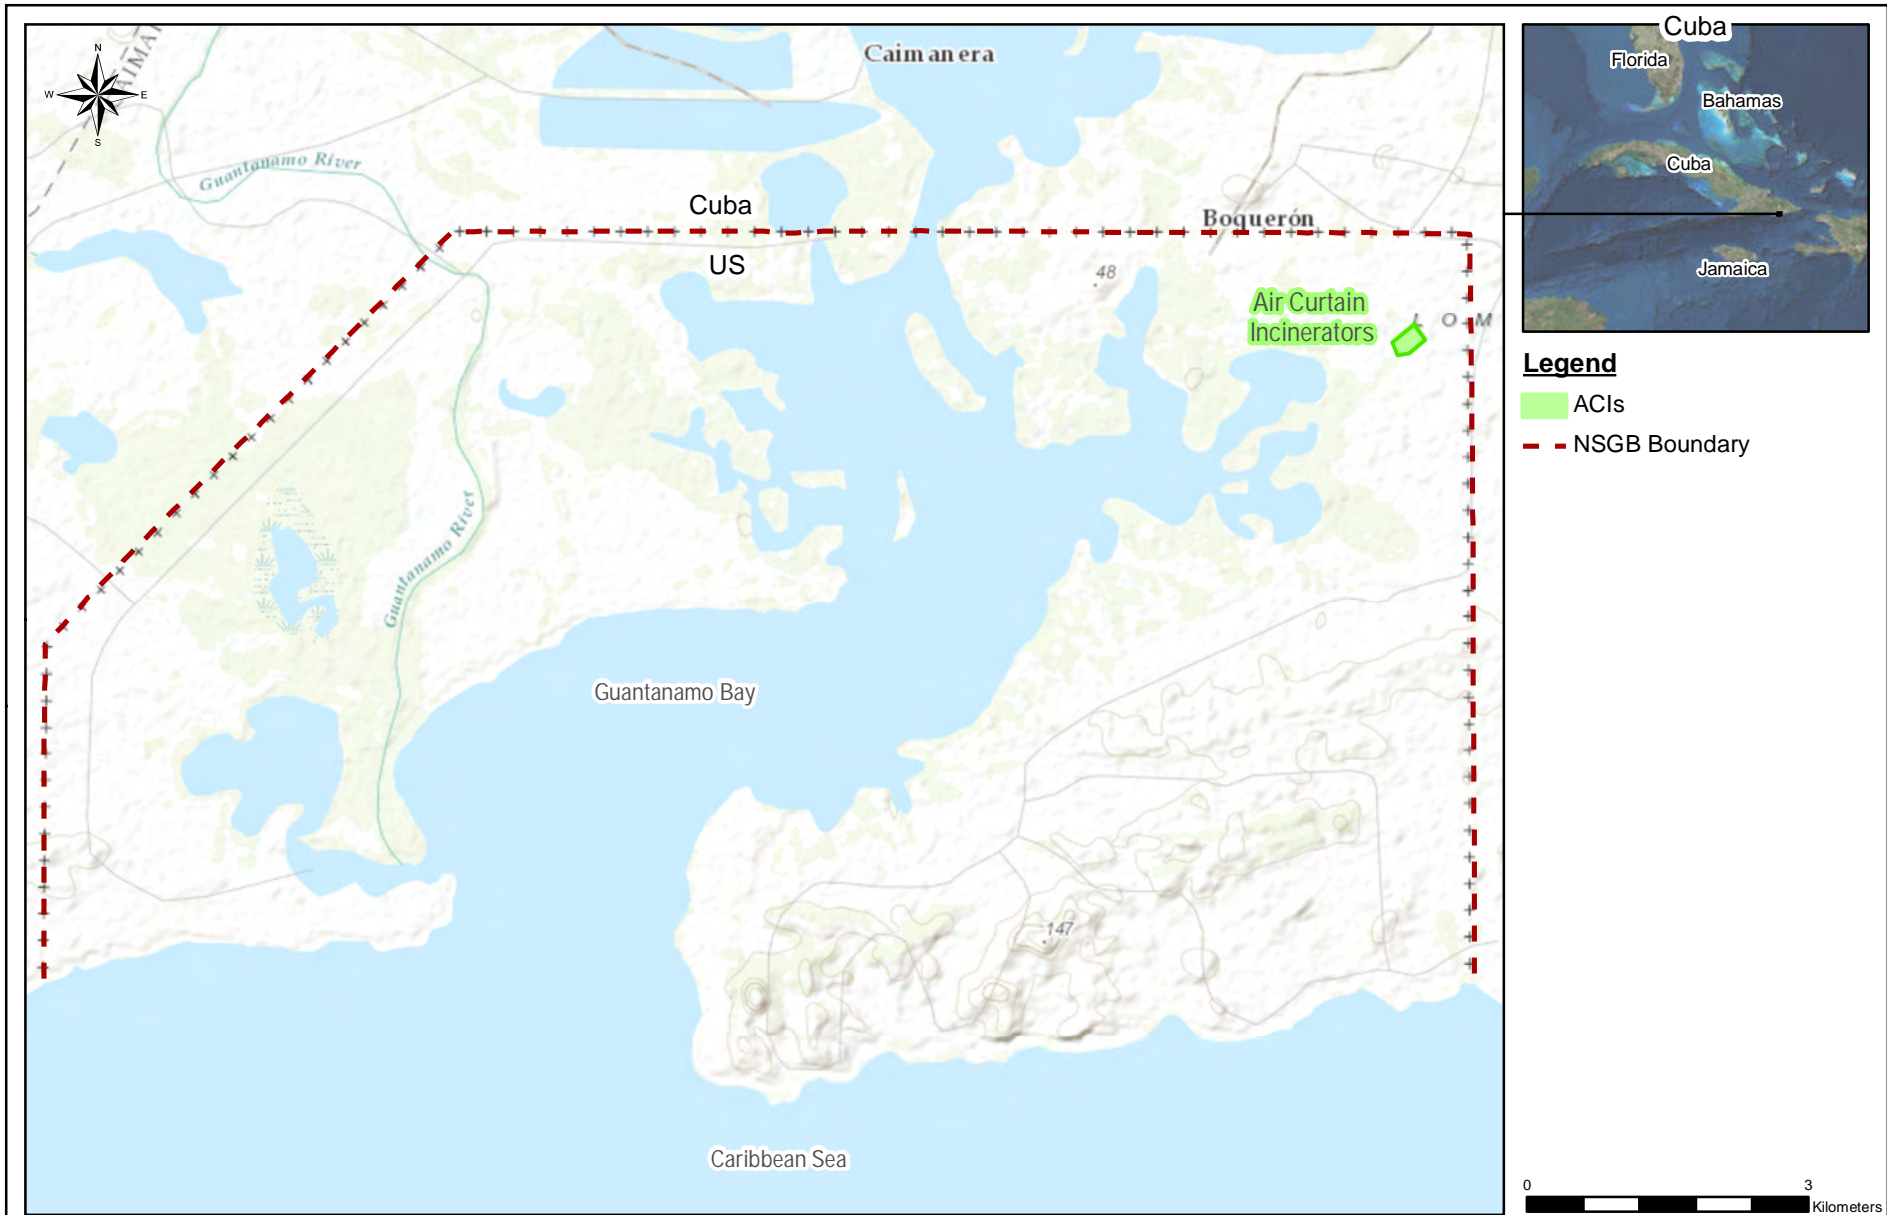 N
W
E
S
AIMAN
Caimanera
Guantanamo River
Cuba
US
Boquerón
48
Air Curtain
Incinerators
L O M
Guantanamo River
Guantanamo Bay
147
Caribbean Sea
Cuba
Florida
Bahamas
Cuba
Jamaica
Legend
ACIs
NSGB Boundary
0
3
Kilometers